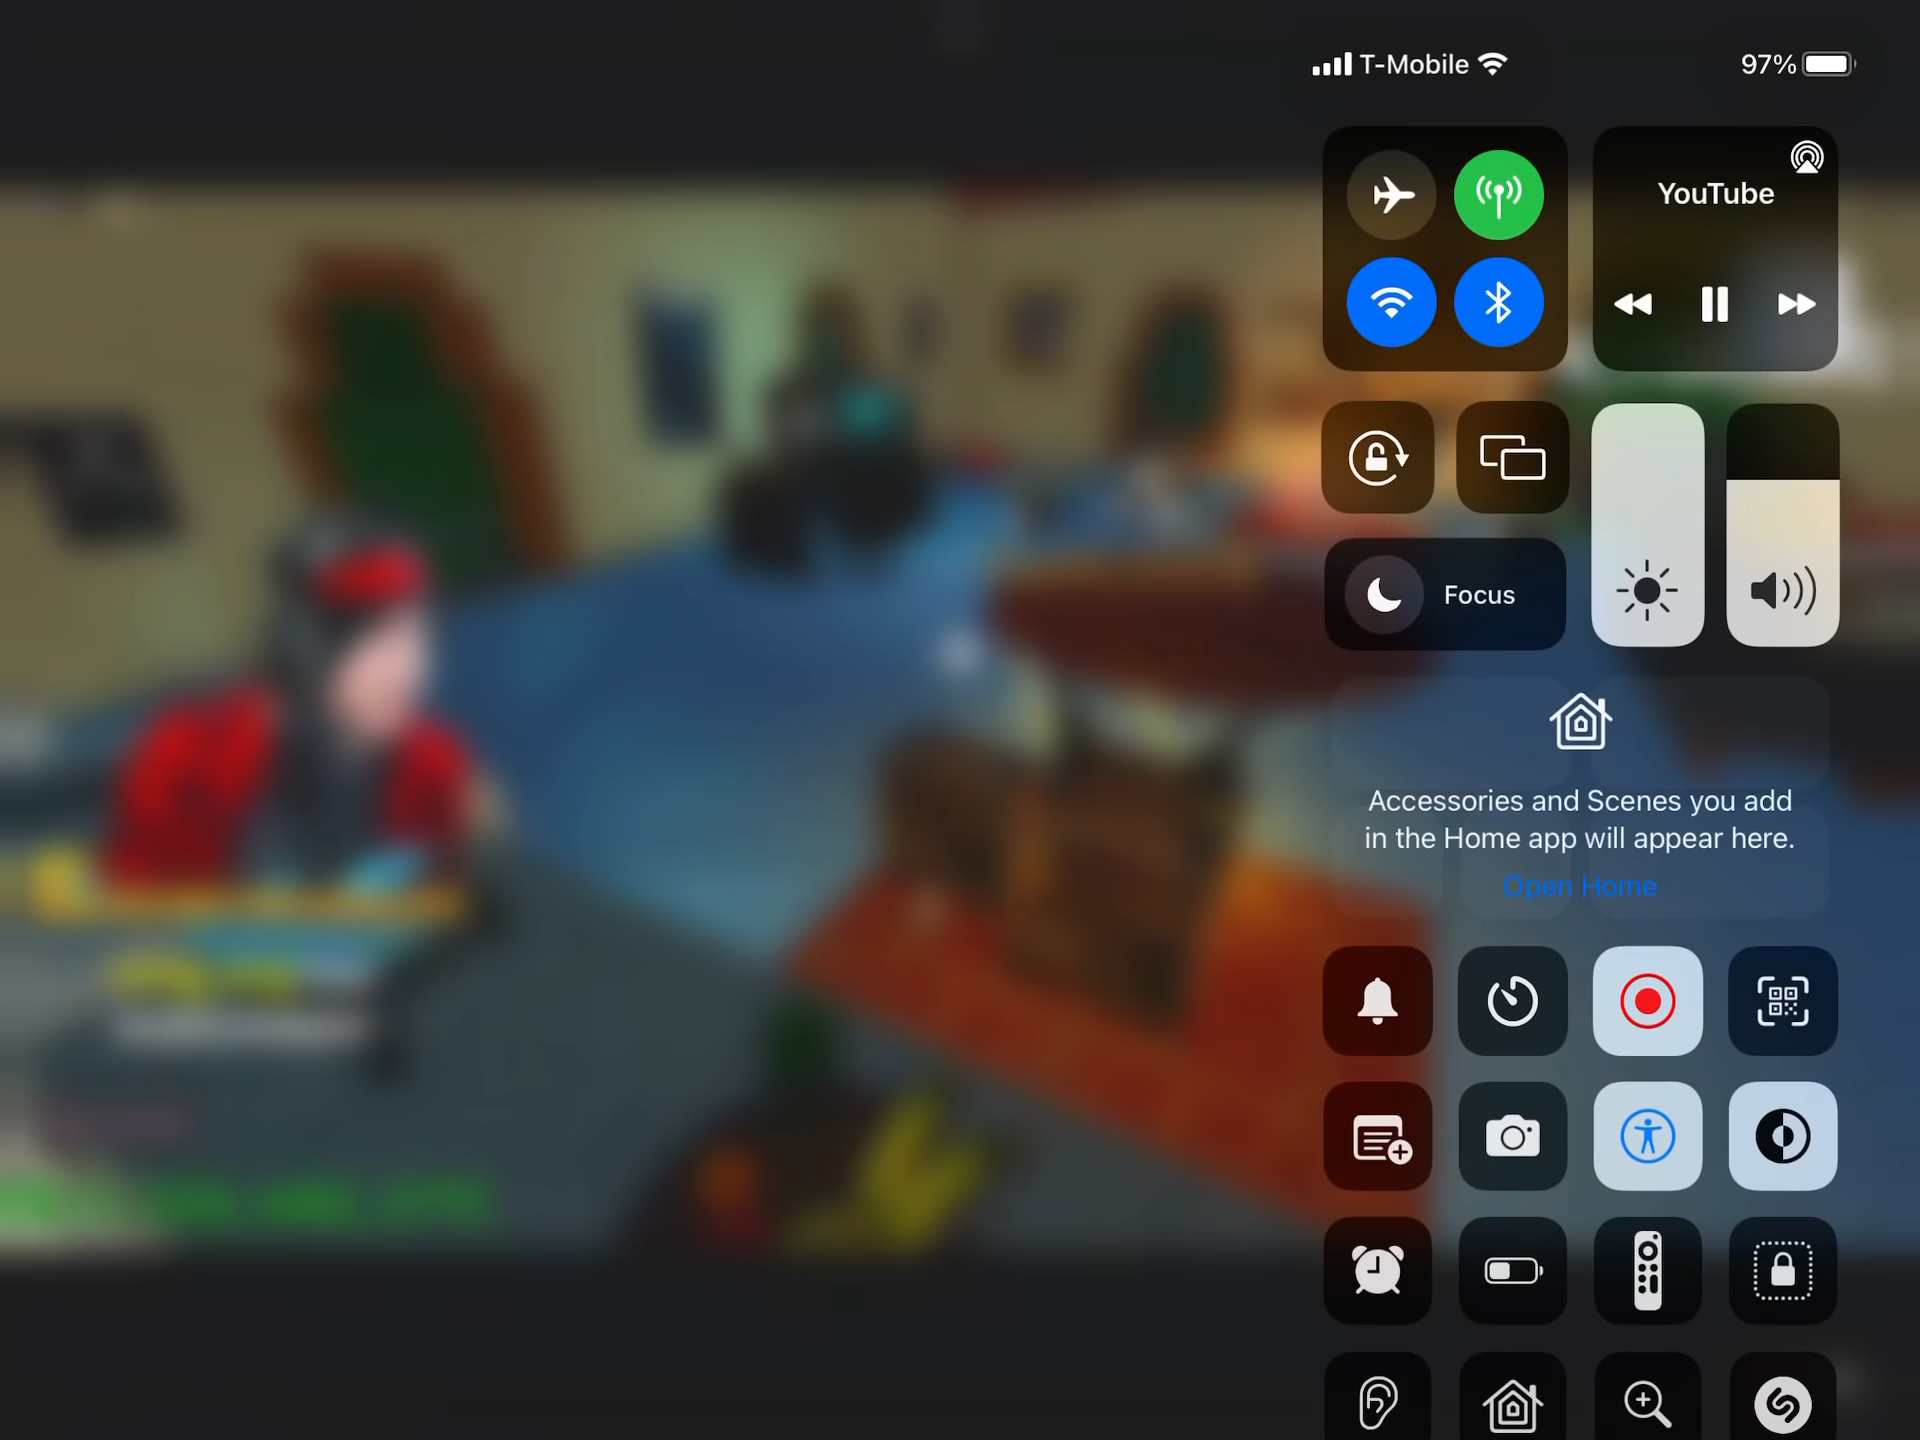 T-Mobile
97%
YouTube
Focus
Accessories and Scenes you add
in the Home app will appear here.
Open Home